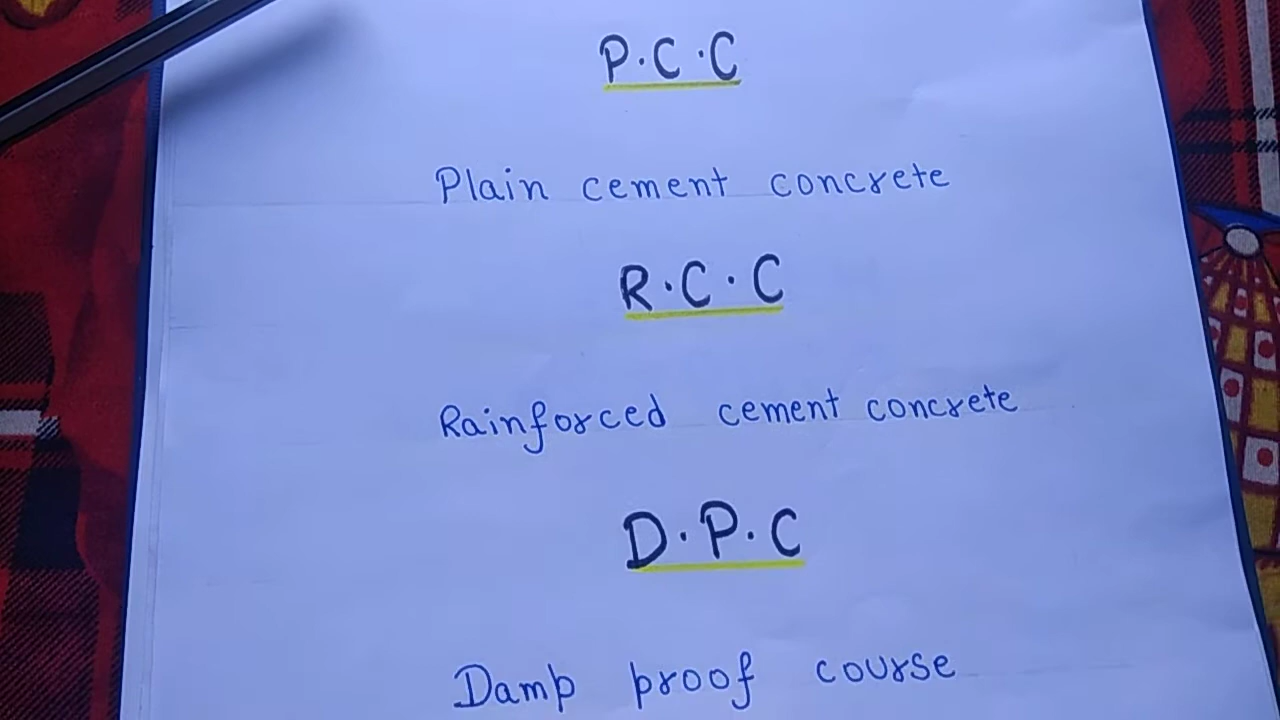 P.C.C
Plain cement concrete
R.C.C
Rainforced cement concrete
D.P.C
Damp proof course